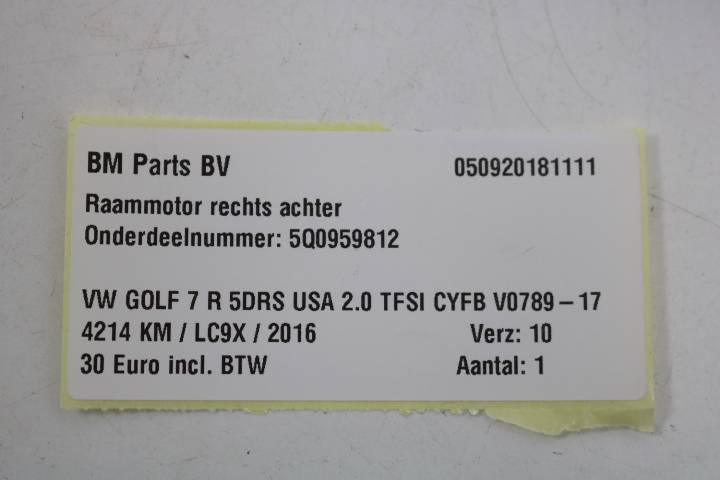 BM Parts BV 050920181111
Raammotor rechts achter
Onderdeelnummer: 5Q0959812
VW GOLF 7 R 5DRS USA 2.0 TFSI CYFB V0789-17
4214 KM / LC9X / 2016 Verz: 10
30 Euro incl. BTW Aantal: 1